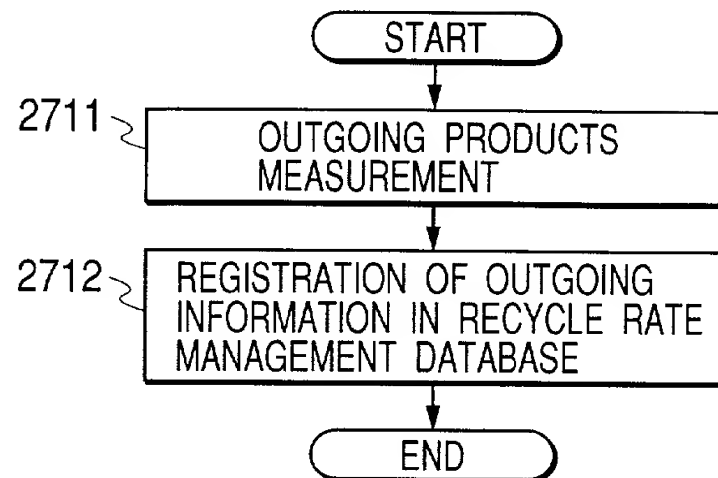 START
2711
OUTGOING PRODUCTS
MEASUREMENT
2712
REGISTRATION OF OUTGOING
INFORMATION IN RECYCLE RATE
MANAGEMENT DATABASE
END